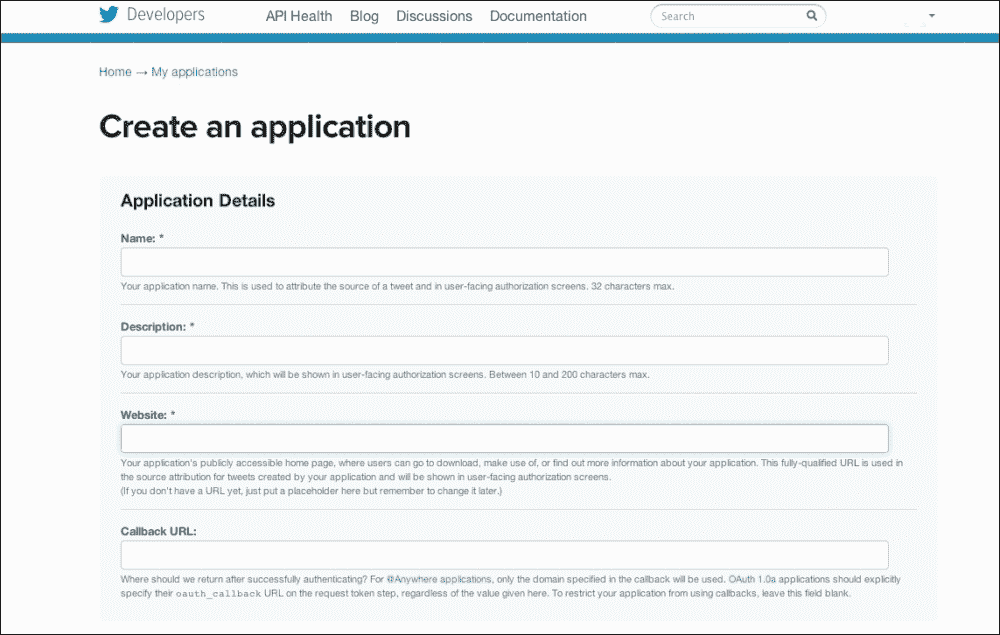 Developers API Health Blog Discussions Documentation Search
Home → My applications
Create an application
Application Details
Name: *
Your application name. This is used to attribute the source of a tweet and in user-facing authorization screens. 32 characters max.
Description: *
Your application description, which will be shown in user-facing authorization screens. Between 10 and 200 characters max.
Website: *
Your application's publicly accessible home page, where users can go to download, make use of, or find out more information about your application. This fully-qualified URL is used in
the source attribution for tweets created by your application and will be shown in user-facing authorization screens.
(If you don't have a URL yet, just put a placeholder here but remember to change it later.)
Callback URL:
Where should we return after successfully authenticating? For @Anywhere applications, only the domain specified in the callback will be used. OAuth 1.0a applications should explicitly
specify their oauth_callback URL on the request token step, regardless of the value given here. To restrict your application from using callbacks, leave this field blank.